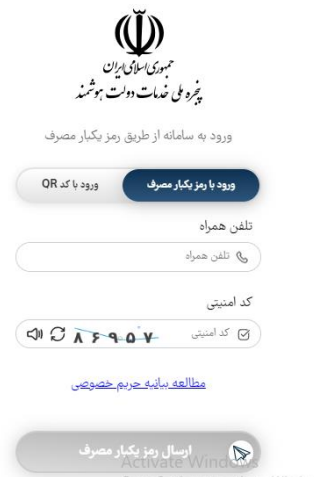 جمهوری اسلامی ایران
پنجره ملی خدمات دولت هوشمند
ورود به سامانه از طریق رمز یکبار مصرف
ورود با رمز یکبار مصرف
ورود با کد QR
تلفن همراه
تلفن همراه
کد امنیتی
کد امنیتی
۸۶۹۵۷
مطالعه بیانیه حریم خصوصی
ارسال رمز یکبار مصرف
Activate Windows